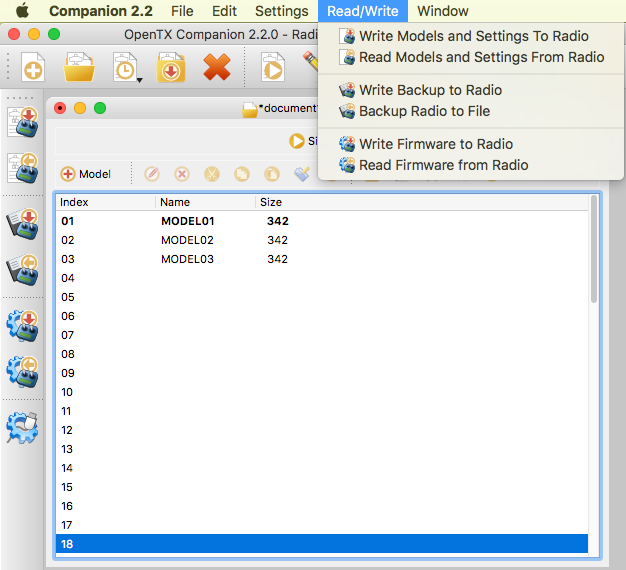 Companion 2.2 File Edit Settings Read/Write Window
OpenTX Companion 2.2.0 - Radi
Write Models and Settings To Radio
Read Models and Settings From Radio
Write Backup to Radio
Backup Radio to File
Write Firmware to Radio
Read Firmware from Radio
*document
Si
Model
Index Name Size
01 MODEL01 342
02 MODEL02 342
03 MODEL03 342
04
05
06
07
08
09
10
11
12
13
14
15
16
17
18